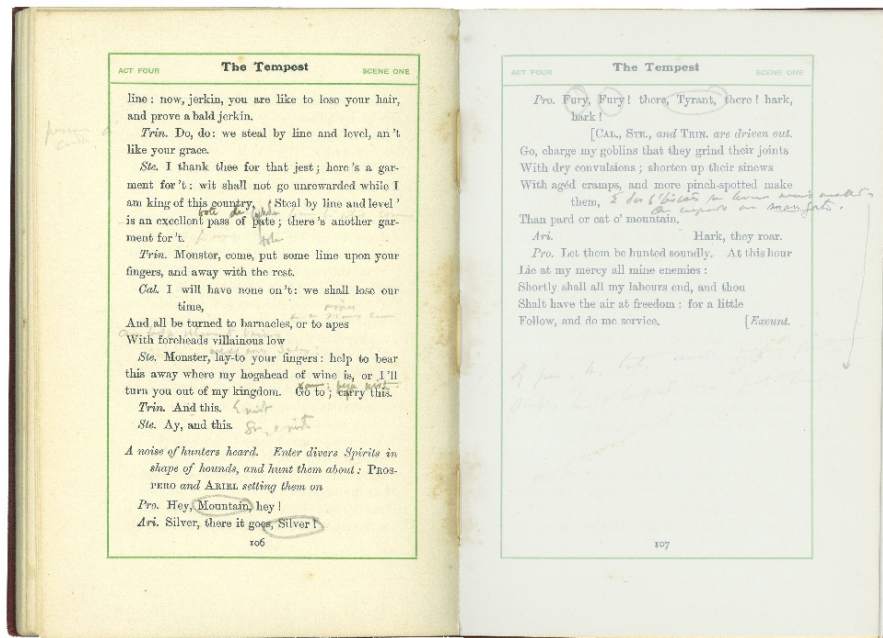 ACT FOUR The Tempest SCENE ONE
line: now, jerkin, you are like to lose your hair,
and prove a bald jerkin.
Trin. Do, do: we steal by line and level, an 't
like your grace.
Ste. I thank thee for that jest; here 's a gar-
ment for 't: wit shall not go unrewarded while I
am king of this country. 'Steal by line and level'
is an excellent pass of pate; there 's another gar-
ment for 't.
Trin. Monster, come, put some lime upon your
fingers, and away with the rest.
Cal. I will have none on 't: we shall lose our
time,
And all be turned to barnacles, or to apes
With foreheads villainous low
Ste. Monster, lay-to your fingers: help to bear
this away where my hogshead of wine is, or I 'll
turn you out of my kingdom. Go to; carry this.
Trin. And this.
Ste. Ay, and this.
A noise of hunters heard. Enter divers Spirits in
shape of hounds, and hunt them about: PROS-
PERO and ARIEL setting them on
Pro. Hey, Mountain, hey!
Ari. Silver, there it goes, Silver!
106
ACT FOUR The Tempest SCENE ONE
Pro. Fury, Fury! there, Tyrant, there! hark,
hark!
[CAL., STE., and TRIN. are driven out.
Go, charge my goblins that they grind their joints
With dry convulsions; shorten up their sinews
With agéd cramps, and more pinch-spotted make
them,
Than pard or cat o' mountain.
Ari. Hark, they roar.
Pro. Let them be hunted soundly. At this hour
Lie at my mercy all mine enemies:
Shortly shall all my labours end, and thou
Shalt have the air at freedom: for a little
Follow, and do me service. [Exeunt.
107